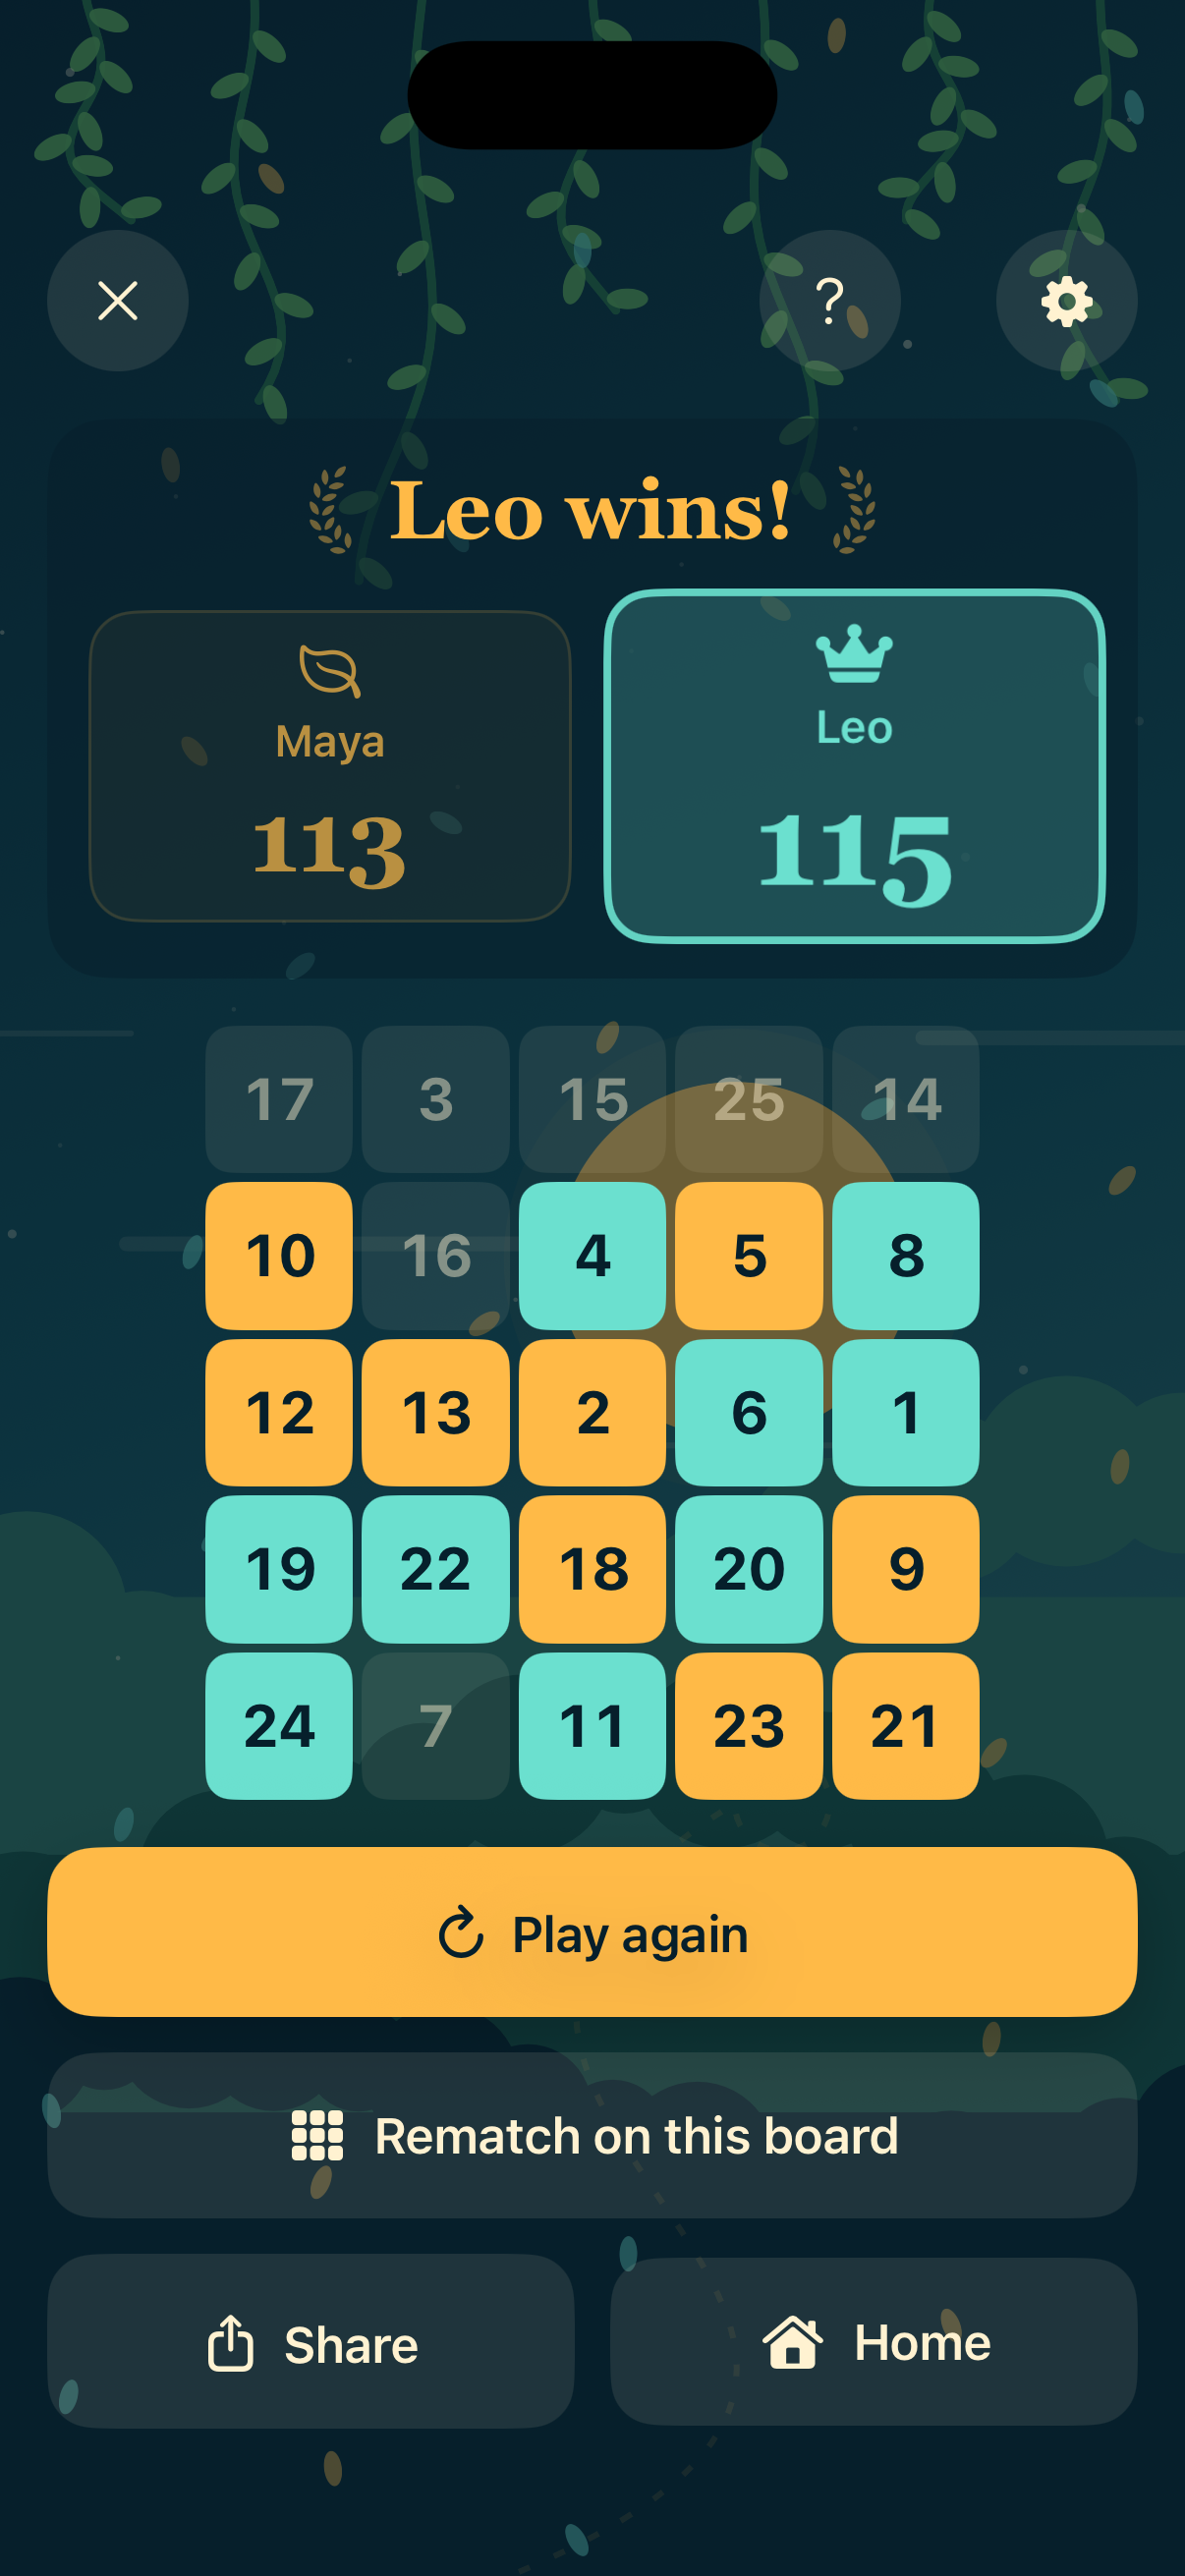 ?
Leo wins!
Maya
Leo
113
115
17 3 15 25 14
10 16 4 5 8
12 13 2 6 1
19 22 18 20 9
24 7 11 23 21
Play again
Rematch on this board
Share
Home